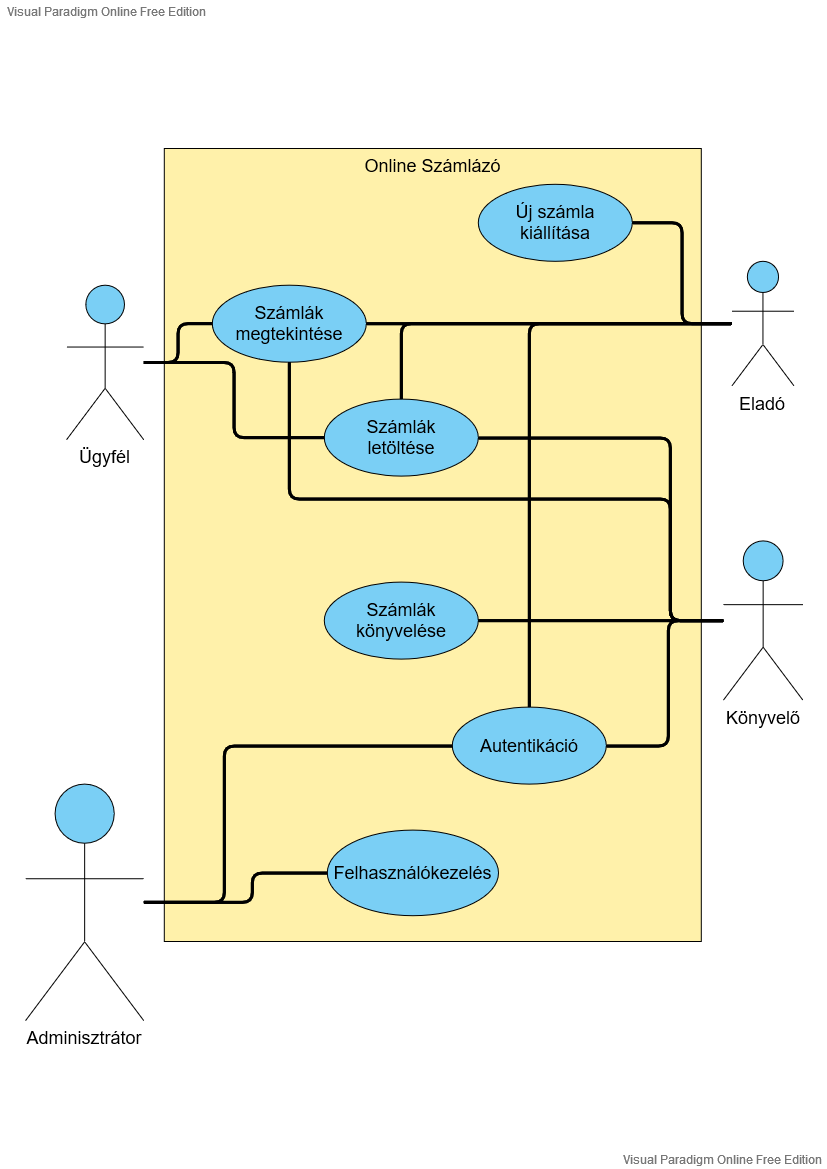 Visual Paradigm Online Free Edition
Online Számlázó
Új számla
kiállítása
Számlák
megtekintése
Eladó
Számlák
letöltése
Ügyfél
Számlák
könyvelése
Könyvelő
Autentikáció
Felhasználókezelés
Adminisztrátor
Visual Paradigm Online Free Edition